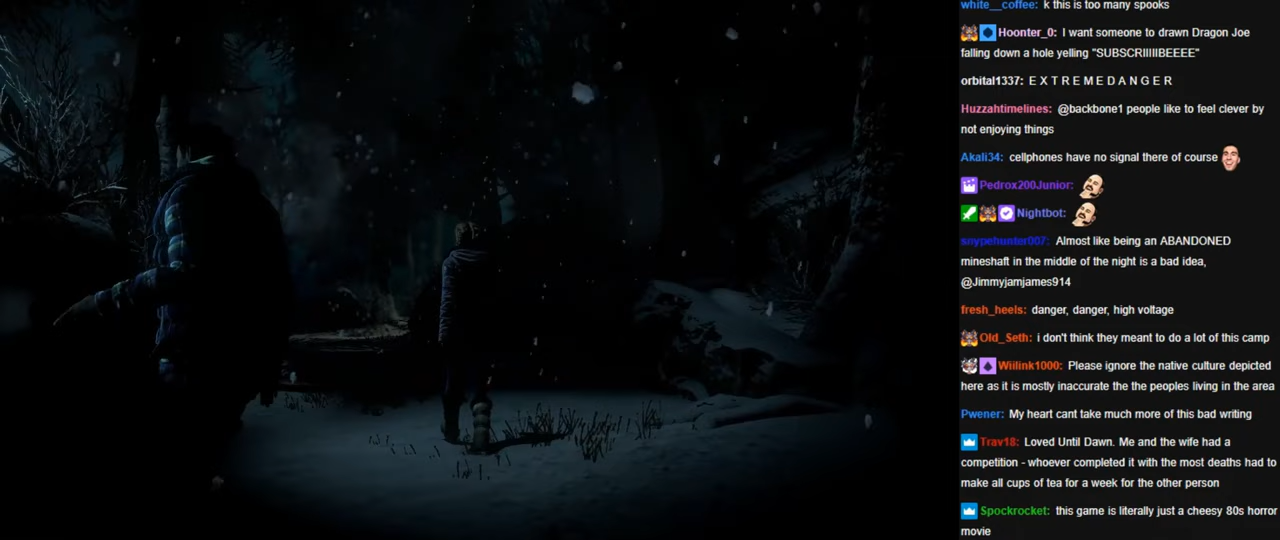 white__coffee: k this is too many spooks
Hoonter_0: I want someone to drawn Dragon Joe
falling down a hole yelling "SUBSCRIIIIIBEEEE"
orbital1337: E X T R E M E D A N G E R
Huzzahtimelines: @backbone1 people like to feel clever by
not enjoying things
Akali34: cellphones have no signal there of course
Pedrox200Junior:
Nightbot:
snypehunter007: Almost like being an ABANDONED
mineshaft in the middle of the night is a bad idea,
@Jimmyjamjames914
fresh_heels: danger, danger, high voltage
Old_Seth: i don't think they meant to do a lot of this camp
Wiilink1000: Please ignore the native culture depicted
here as it is mostly inaccurate the the peoples living in the area
Pwener: My heart cant take much more of this bad writing
Trav18: Loved Until Dawn. Me and the wife had a
competition - whoever completed it with the most deaths had to
make all cups of tea for a week for the other person
Spockrocket: this game is literally just a cheesy 80s horror
movie